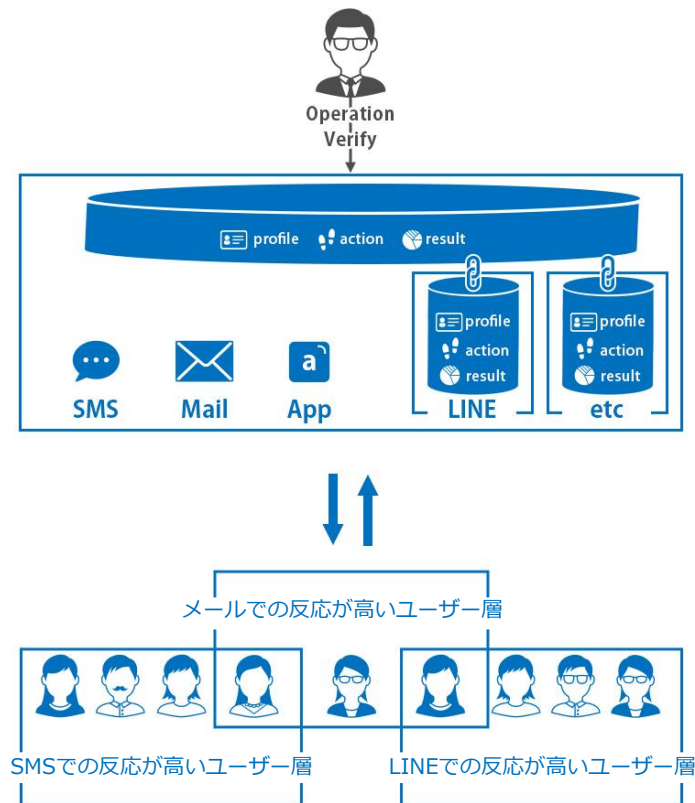 Operation
Verify
profile action result
profile
action
result
profile
action
result
SMS
Mail
a
App
LINE
etc
メールでの反応が高いユーザー層
SMSでの反応が高いユーザー層
LINEでの反応が高いユーザー層